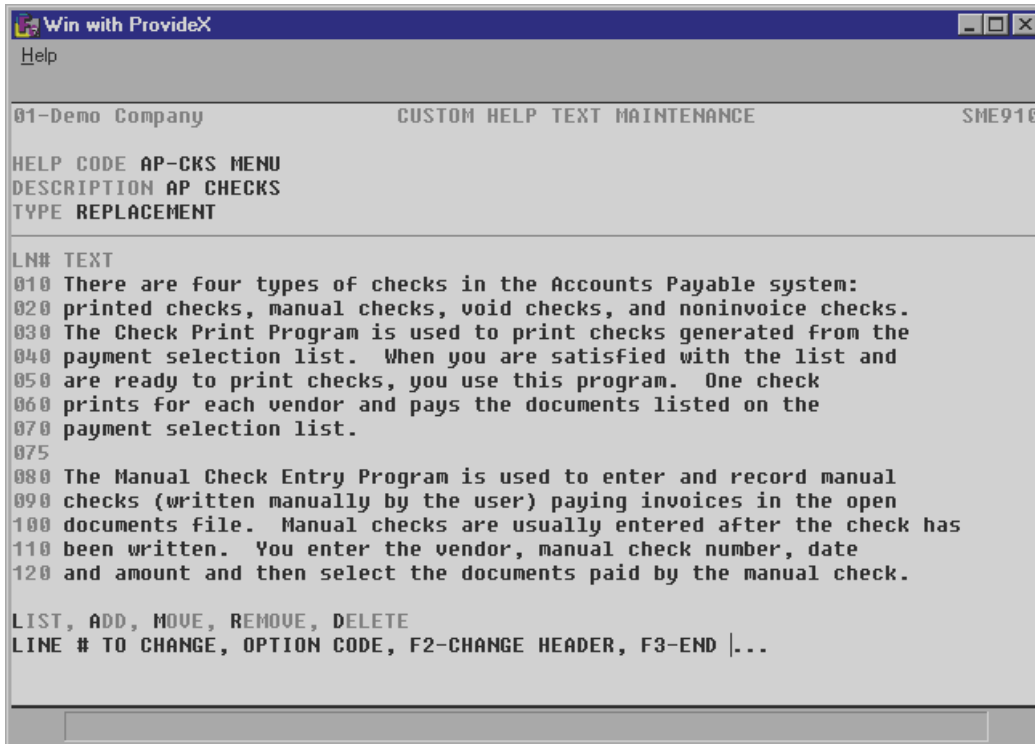 Win with ProvideX
Help
01-Demo Company CUSTOM HELP TEXT MAINTENANCE SME910
HELP CODE AP-CKS MENU
DESCRIPTION AP CHECKS
TYPE REPLACEMENT
LN# TEXT
010 There are four types of checks in the Accounts Payable system:
020 printed checks, manual checks, void checks, and noninvoice checks.
030 The Check Print Program is used to print checks generated from the
040 payment selection list.  When you are satisfied with the list and
050 are ready to print checks, you use this program.  One check
060 prints for each vendor and pays the documents listed on the
070 payment selection list.
075
080 The Manual Check Entry Program is used to enter and record manual
090 checks (written manually by the user) paying invoices in the open
100 documents file.  Manual checks are usually entered after the check has
110 been written.  You enter the vendor, manual check number, date
120 and amount and then select the documents paid by the manual check.
LIST, ADD, MOVE, REMOVE, DELETE
LINE # TO CHANGE, OPTION CODE, F2-CHANGE HEADER, F3-END |...